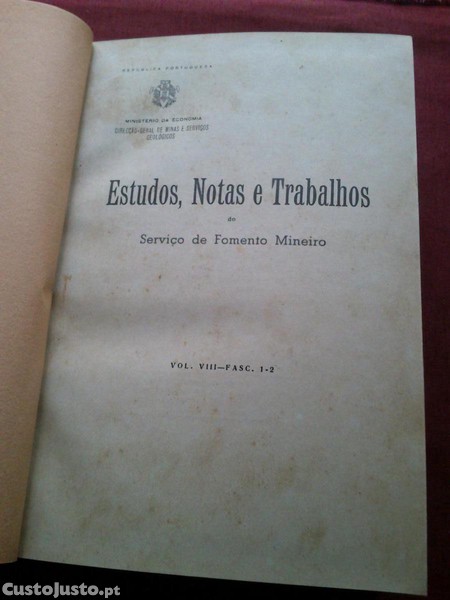 REPÚBLICA PORTUGUESA
MINISTÉRIO DA ECONOMIA
DIRECÇÃO-GERAL DE MINAS E SERVIÇOS
GEOLÓGICOS
Estudos, Notas e Trabalhos
do
Serviço de Fomento Mineiro
VOL. VIII—FASC. 1-2
CustoJusto.pt